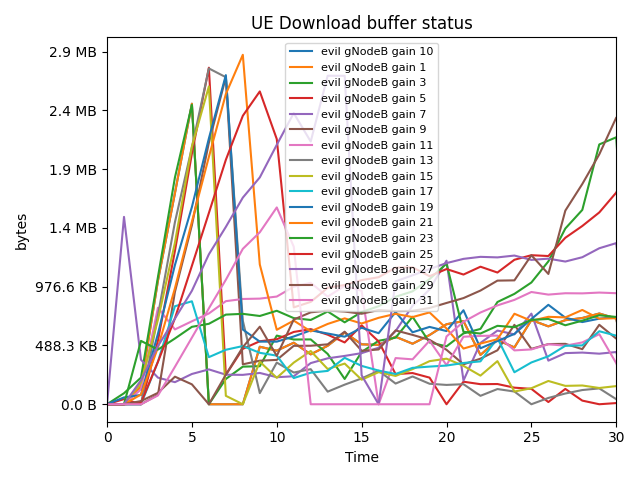 UE Download buffer status
2.9 MB
2.4 MB
1.9 MB
1.4 MB
976.6 KB
488.3 KB
0.0 B
bytes
evil gNodeB gain 10
evil gNodeB gain 1
evil gNodeB gain 3
evil gNodeB gain 5
evil gNodeB gain 7
evil gNodeB gain 9
evil gNodeB gain 11
evil gNodeB gain 13
evil gNodeB gain 15
evil gNodeB gain 17
evil gNodeB gain 19
evil gNodeB gain 21
evil gNodeB gain 23
evil gNodeB gain 25
evil gNodeB gain 27
evil gNodeB gain 29
evil gNodeB gain 31
0 5 10 15 20 25 30
Time